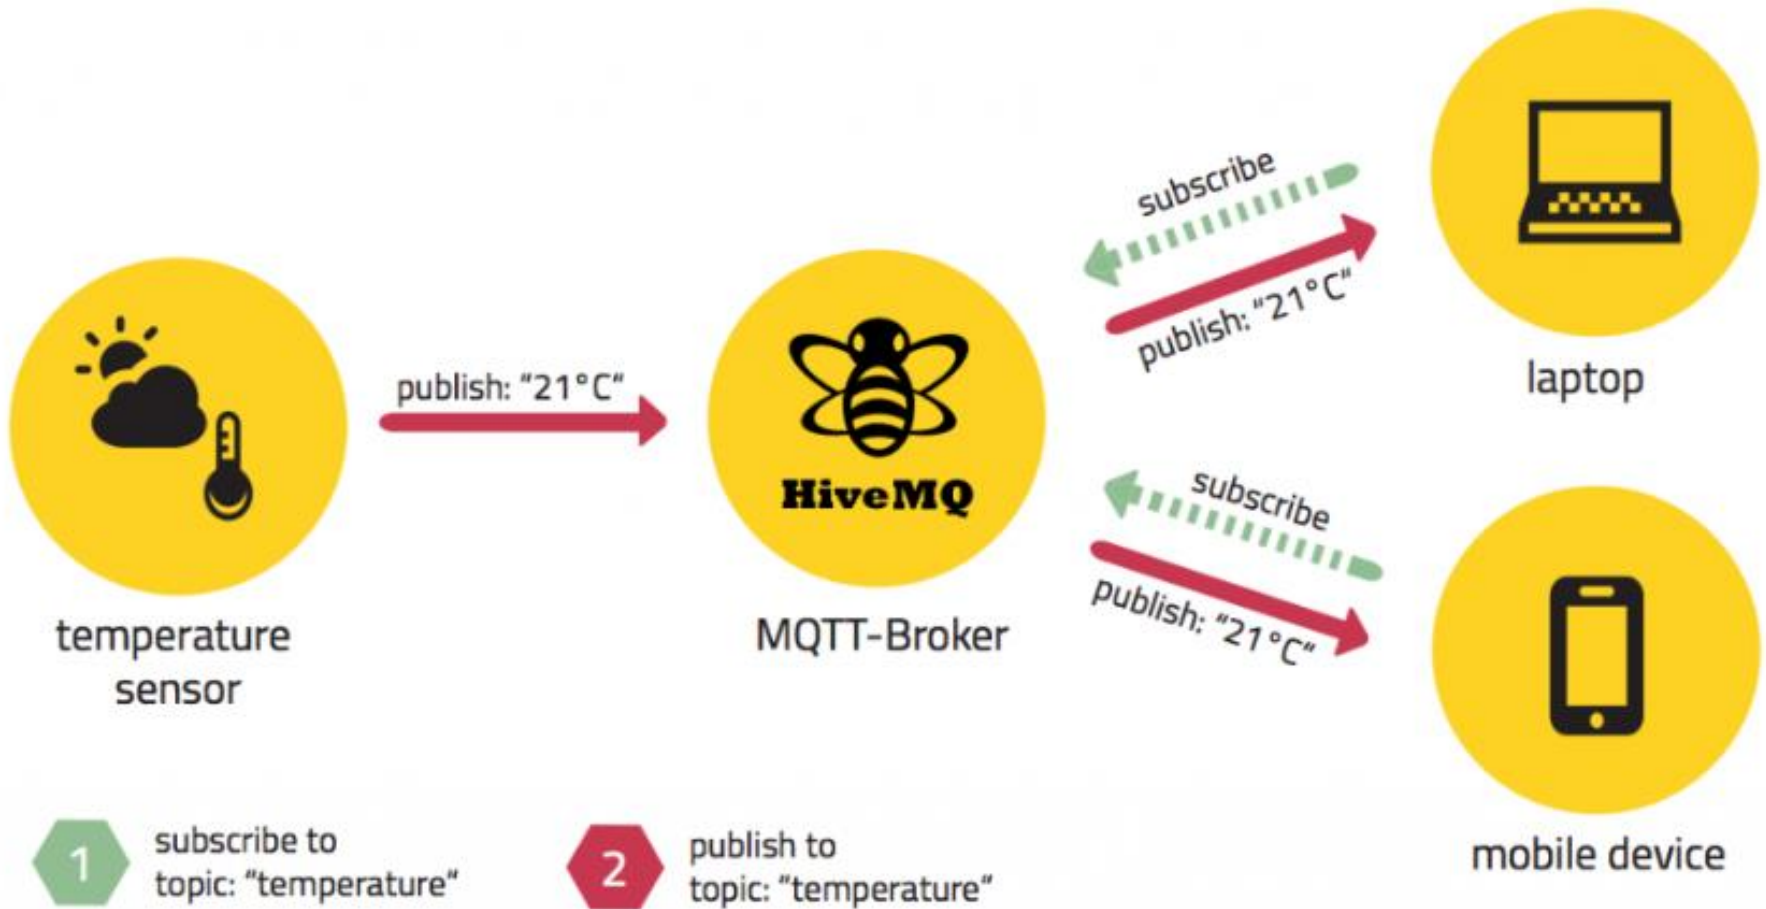 subscribe
publish: "21°C"
laptop
publish: "21°C"
HiveMQ
subscribe
publish: "21°C"
temperature
sensor
MQTT-Broker
mobile device
1
subscribe to
topic: "temperature"
2
publish to
topic: "temperature"